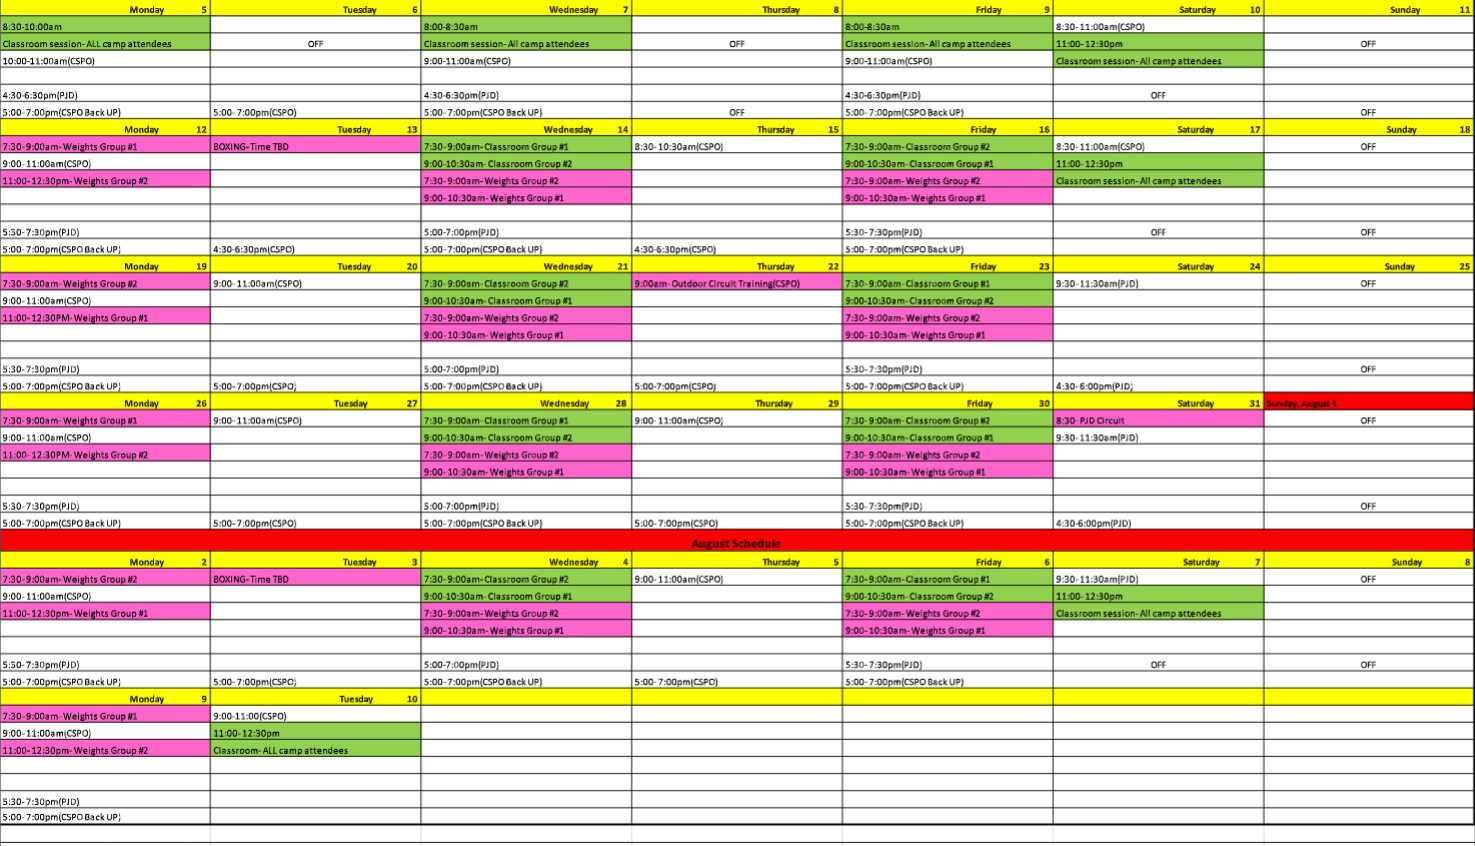 Monday 5 Tuesday 6 Wednesday 7 Thursday 8 Friday 9 Saturday 10 Sunday 11
8:30-10:00am 8:00-8:30am 8:00-8:30am 8:30-11:00am(CSPO)
Classroom session-ALL camp attendees OFF Classroom session-All camp attendees OFF Classroom session-All camp attendees 11:00-12:30pm OFF
10:00-11:00am(CSPO) 9:00-11:00am(CSPO) 9:00-11:00am(CSPO) Classroom session-All camp attendees
4:30-6:30pm(PJD) 4:30-6:30pm(PJD) 4:30-6:30pm(PJD) OFF
5:00-7:00pm(CSPO Back UP) 5:00-7:00pm(CSPO) 5:00-7:00pm(CSPO Back UP) OFF 5:00-7:00pm(CSPO Back UP) OFF
Monday 12 Tuesday 13 Wednesday 14 Thursday 15 Friday 16 Saturday 17 Sunday 18
7:30-9:00am-Weights Group #1 BOXING-Time TBD 7:30-9:00am-Classroom Group #1 8:30-10:30am(CSPO) 7:30-9:00am-Classroom Group #2 8:30-11:00am(CSPO) OFF
9:00-11:00am(CSPO) 9:00-10:30am-Classroom Group #2 9:00-10:30am-Classroom Group #1 11:00-12:30pm
11:00-12:30pm-Weights Group #2 7:30-9:00am-Weights Group #2 7:30-9:00am-Weights Group #2 Classroom session-All camp attendees
9:00-10:30am-Weights Group #1 9:00-10:30am-Weights Group #1
5:30-7:30pm(PJD) 5:00-7:00pm(PJD) 5:30-7:30pm(PJD) OFF OFF
5:00-7:00pm(CSPO Back UP) 4:30-6:30pm(CSPO) 5:00-7:00pm(CSPO Back UP) 4:30-6:30pm(CSPO) 5:00-7:00pm(CSPO Back UP)
Monday 19 Tuesday 20 Wednesday 21 Thursday 22 Friday 23 Saturday 24 Sunday 25
7:30-9:00am-Weights Group #2 9:00-11:00am(CSPO) 7:30-9:00am-Classroom Group #2 9:00am-Outdoor Circuit Training(CSPO) 7:30-9:00am-Classroom Group #1 9:30-11:30am(PJD) OFF
9:00-11:00am(CSPO) 9:00-10:30am-Classroom Group #1 9:00-10:30am-Classroom Group #2
11:00-12:30PM-Weights Group #1 7:30-9:00am-Weights Group #2 7:30-9:00am-Weights Group #2
9:00-10:30am-Weights Group #1 9:00-10:30am-Weights Group #1
5:30-7:30pm(PJD) 5:00-7:00pm(PJD) 5:30-7:30pm(PJD) OFF
5:00-7:00pm(CSPO Back UP) 5:00-7:00pm(CSPO) 5:00-7:00pm(CSPO Back UP) 5:00-7:00pm(CSPO) 5:00-7:00pm(CSPO Back UP) 4:30-6:00pm(PJD)
Monday 26 Tuesday 27 Wednesday 28 Thursday 29 Friday 30 Saturday 31 Sunday, August 1
7:30-9:00am-Weights Group #1 9:00-11:00am(CSPO) 7:30-9:00am-Classroom Group #1 9:00-11:00am(CSPO) 7:30-9:00am-Classroom Group #2 8:30-PJD Circuit OFF
9:00-11:00am(CSPO) 9:00-10:30am-Classroom Group #2 9:00-10:30am-Classroom Group #1 9:30-11:30am(PJD)
11:00-12:30PM-Weights Group #2 7:30-9:00am-Weights Group #2 7:30-9:00am-Weights Group #2
9:00-10:30am-Weights Group #1 9:00-10:30am-Weights Group #1
5:30-7:30pm(PJD) 5:00-7:00pm(PJD) 5:30-7:30pm(PJD) OFF
5:00-7:00pm(CSPO Back UP) 5:00-7:00pm(CSPO) 5:00-7:00pm(CSPO Back UP) 5:00-7:00pm(CSPO) 5:00-7:00pm(CSPO Back UP) 4:30-6:00pm(PJD)
August Schedule
Monday 2 Tuesday 3 Wednesday 4 Thursday 5 Friday 6 Saturday 7 Sunday 8
7:30-9:00am-Weights Group #2 BOXING-Time TBD 7:30-9:00am-Classroom Group #2 9:00-11:00am(CSPO) 7:30-9:00am-Classroom Group #1 9:30-11:30am(PJD) OFF
9:00-11:00am(CSPO) 9:00-10:30am-Classroom Group #1 9:00-10:30am-Classroom Group #2 11:00-12:30pm
11:00-12:30pm-Weights Group #1 7:30-9:00am-Weights Group #2 7:30-9:00am-Weights Group #2 Classroom session-All camp attendees
9:00-10:30am-Weights Group #1 9:00-10:30am-Weights Group #1
5:30-7:30pm(PJD) 5:00-7:00pm(PJD) 5:30-7:30pm(PJD) OFF OFF
5:00-7:00pm(CSPO Back UP) 5:00-7:00pm(CSPO) 5:00-7:00pm(CSPO Back UP) 5:00-7:00pm(CSPO) 5:00-7:00pm(CSPO Back UP)
Monday 9 Tuesday 10
7:30-9:00am-Weights Group #1 9:00-11:00(CSPO)
9:00-11:00am(CSPO) 11:00-12:30pm
11:00-12:30pm-Weights Group #2 Classroom-ALL camp attendees
5:30-7:30pm(PJD)
5:00-7:00pm(CSPO Back UP)